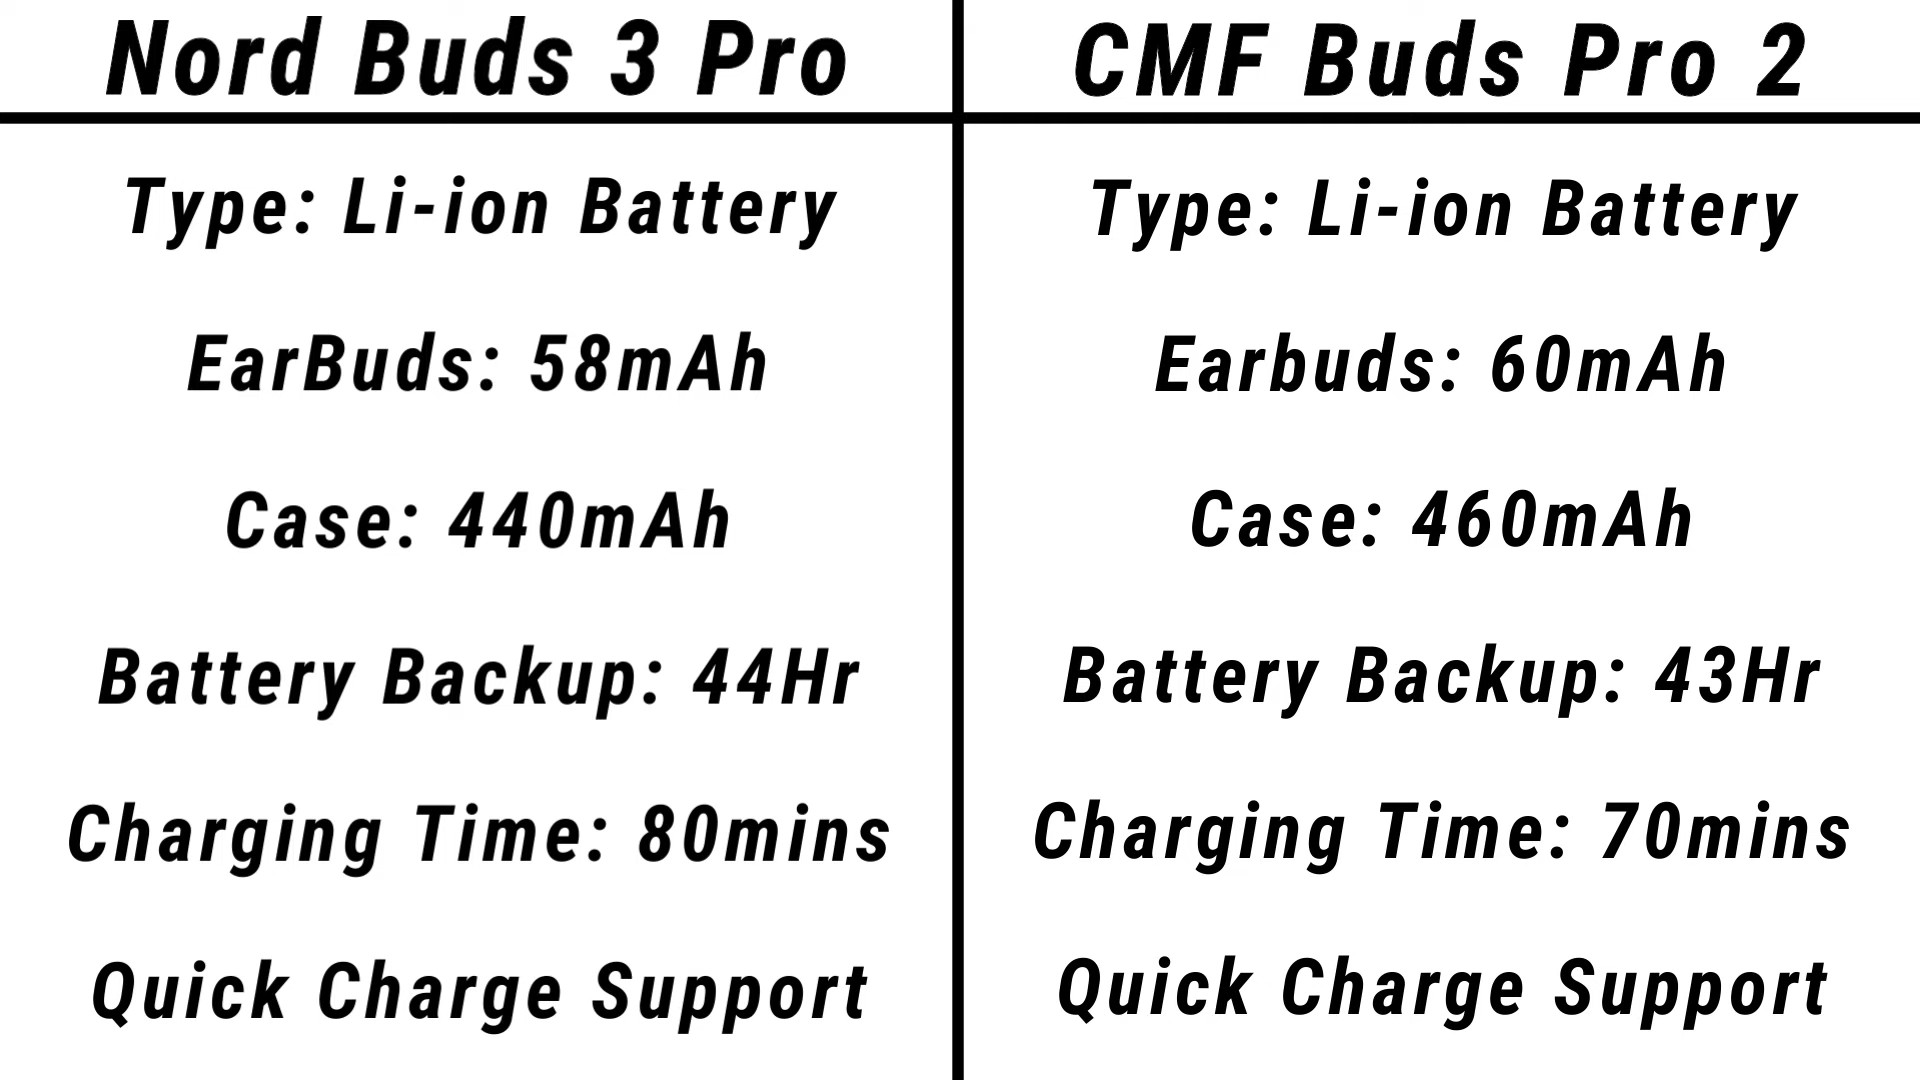 Nord Buds 3 Pro
Type: Li-ion Battery
EarBuds: 58mAh
Case: 440mAh
Battery Backup: 44Hr
Charging Time: 80mins
Quick Charge Support
CMF Buds Pro 2
Type: Li-ion Battery
Earbuds: 60mAh
Case: 460mAh
Battery Backup: 43Hr
Charging Time: 70mins
Quick Charge Support